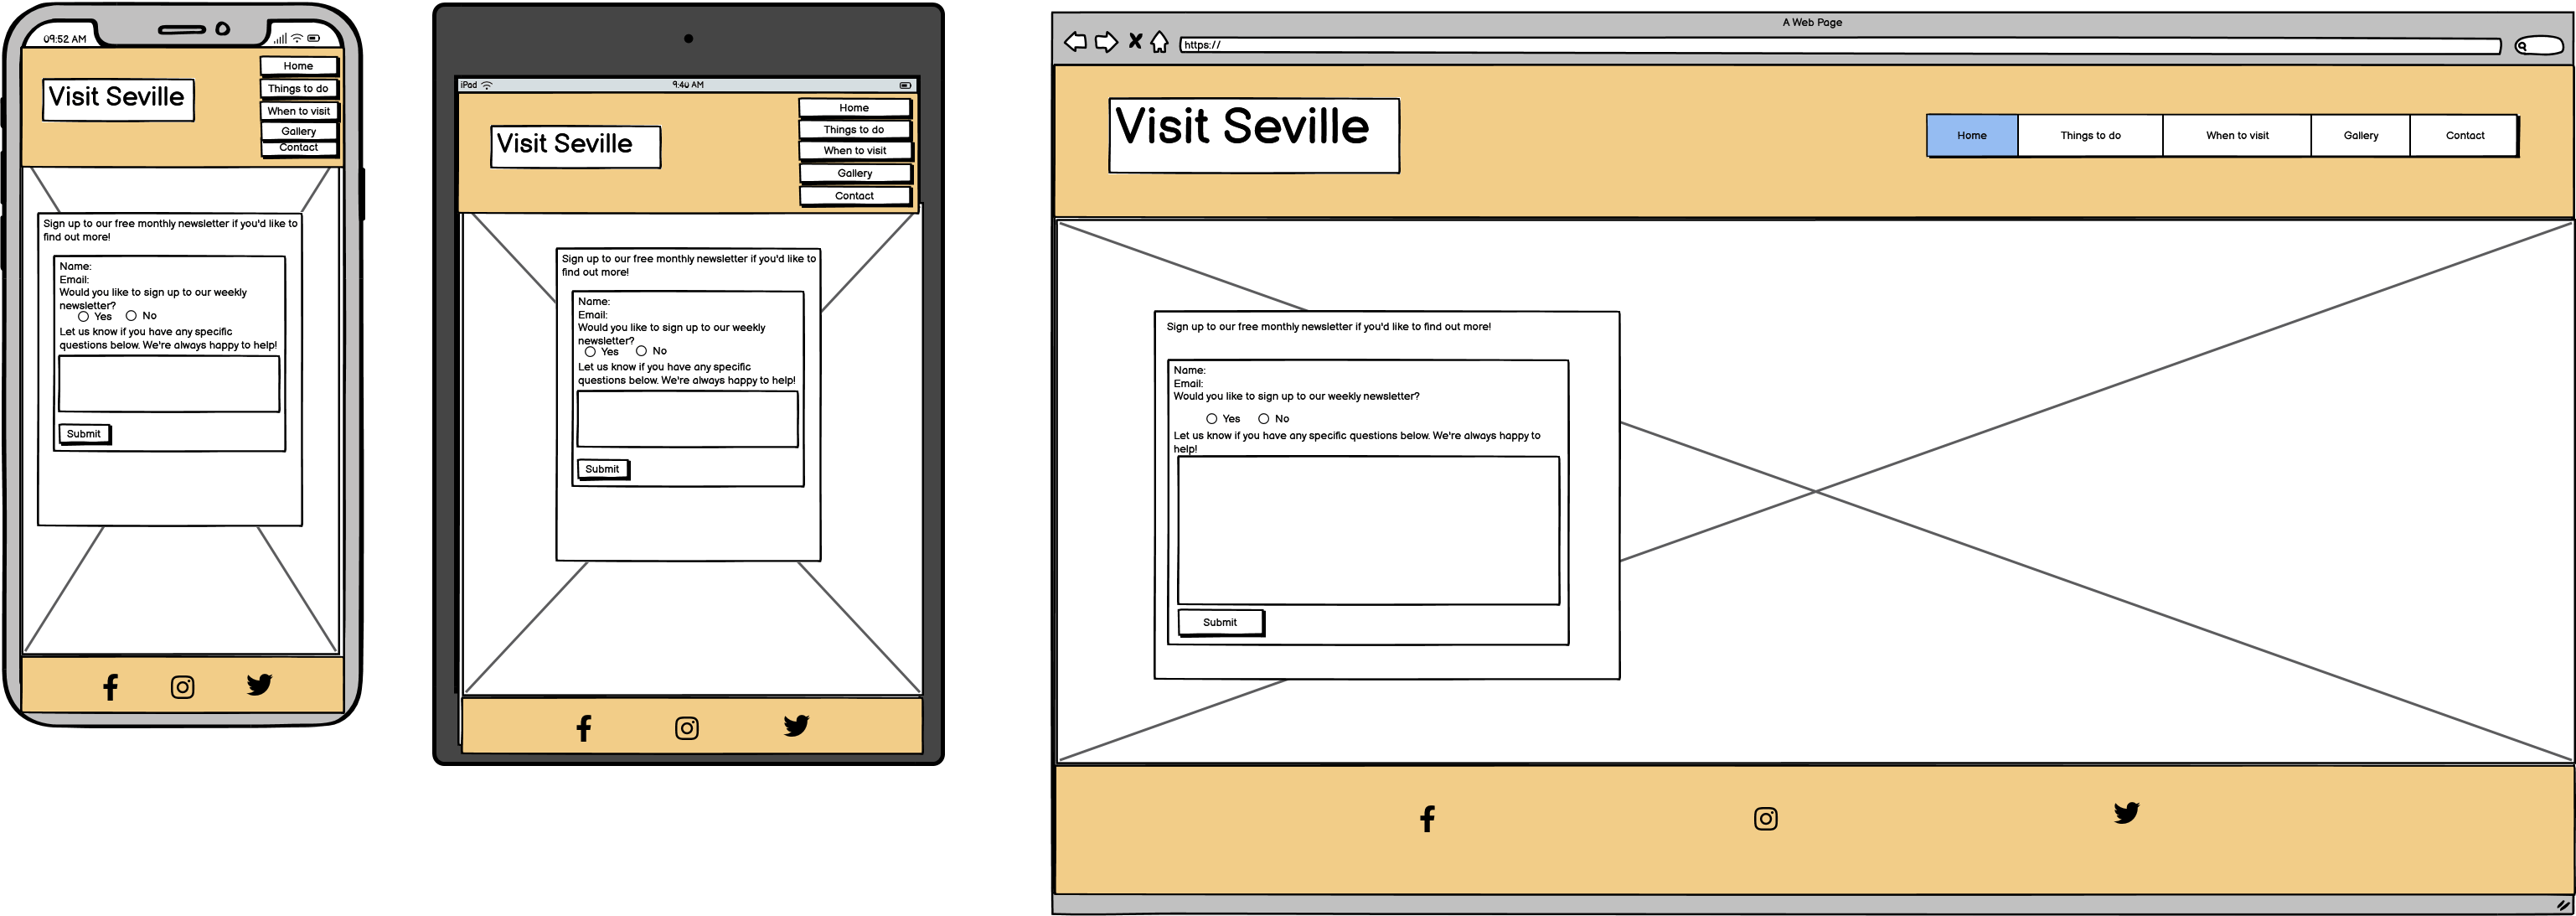 09:52 AM
Visit Seville
Home
Things to do
When to visit
Gallery
Contact
Sign up to our free monthly newsletter if you'd like to
find out more!
Name:
Email:
Would you like to sign up to our weekly
newsletter?
Yes No
Let us know if you have any specific
questions below. We're always happy to help!
Submit
iPad 9:40 AM
Visit Seville
Home
Things to do
When to visit
Gallery
Contact
Sign up to our free monthly newsletter if you'd like to
find out more!
Name:
Email:
Would you like to sign up to our weekly
newsletter?
Yes No
Let us know if you have any specific
questions below. We're always happy to help!
Submit
A Web Page
https://
Visit Seville
Home Things to do When to visit Gallery Contact
Sign up to our free monthly newsletter if you'd like to find out more!
Name:
Email:
Would you like to sign up to our weekly newsletter?
Yes No
Let us know if you have any specific questions below. We're always happy to
help!
Submit